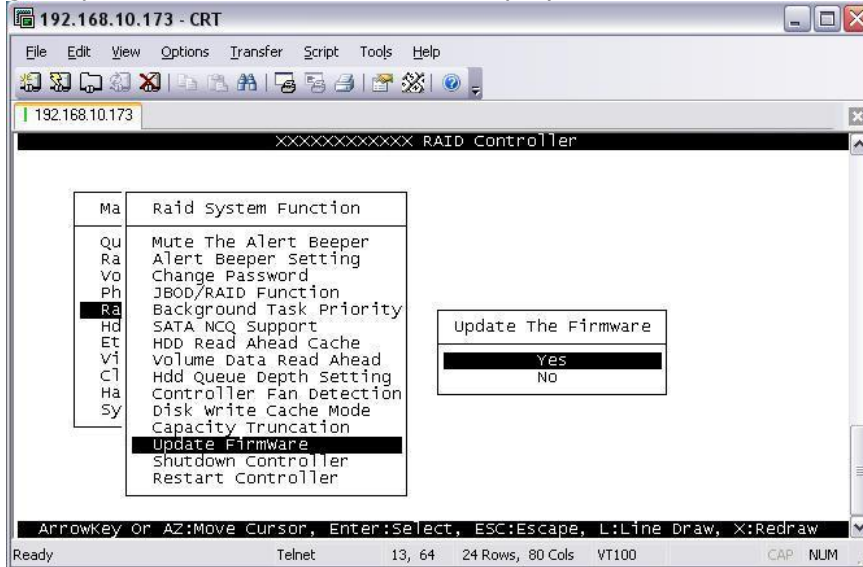 192.168.10.173 - CRT
File Edit View Options Transfer Script Tools Help
192.168.10.173
XXXXXXXXXXXX RAID Controller
Ma
Qu
Ra
Vo
Ph
Ra
Hd
Et
Vi
Cl
Ha
Sy
Raid System Function
Mute The Alert Beeper
Alert Beeper Setting
Change Password
JBOD/RAID Function
Background Task Priority
SATA NCQ Support
HDD Read Ahead Cache
Volume Data Read Ahead
Hdd Queue Depth Setting
Controller Fan Detection
Disk Write Cache Mode
Capacity Truncation
Update FirmWare
Shutdown Controller
Restart Controller
Update The Firmware
Yes
No
ArrowKey Or AZ:Move Cursor, Enter:Select, ESC:Escape, L:Line Draw, X:Redraw
Ready Telnet 13, 64 24 Rows, 80 Cols VT100 CAP NUM